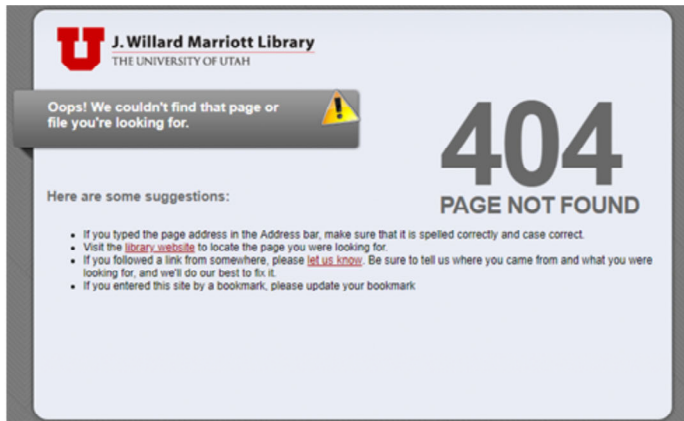 J. Willard Marriott Library
THE UNIVERSITY OF UTAH
Oops! We couldn't find that page or
file you're looking for.
404
PAGE NOT FOUND
Here are some suggestions:
• If you typed the page address in the Address bar, make sure that it is spelled correctly and case correct.
• Visit the library website to locate the page you were looking for.
• If you followed a link from somewhere, please let us know. Be sure to tell us where you came from and what you were
looking for, and we'll do our best to fix it.
• If you entered this site by a bookmark, please update your bookmark